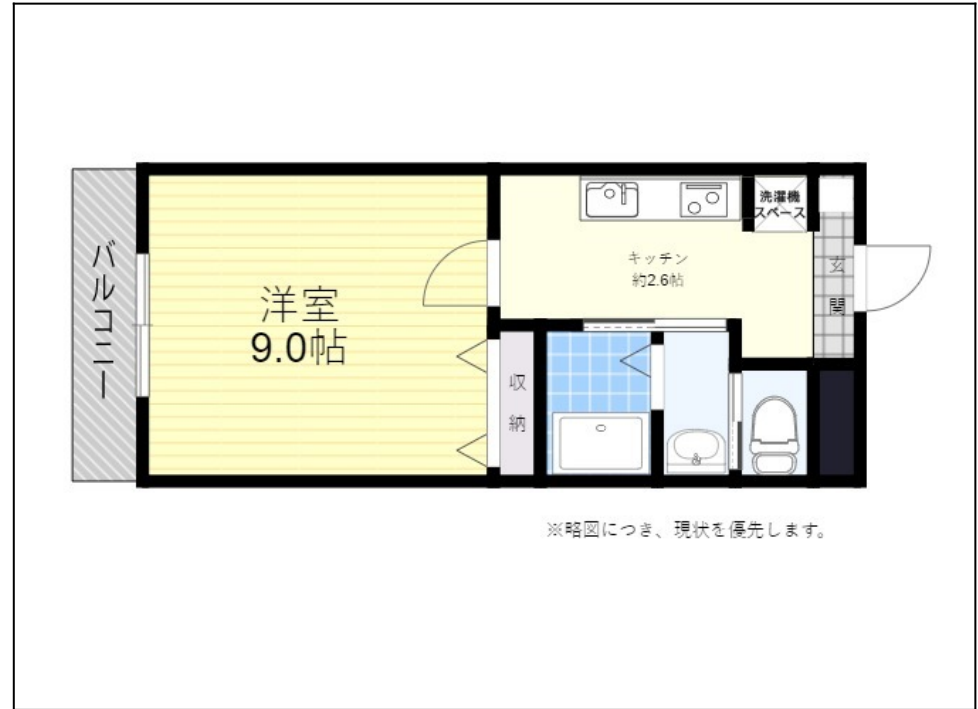 バルコニー
洋室
9.0帖
収納
キッチン
約2.6帖
洗濯機
スペース
玄関
※略図につき、現状を優先します。